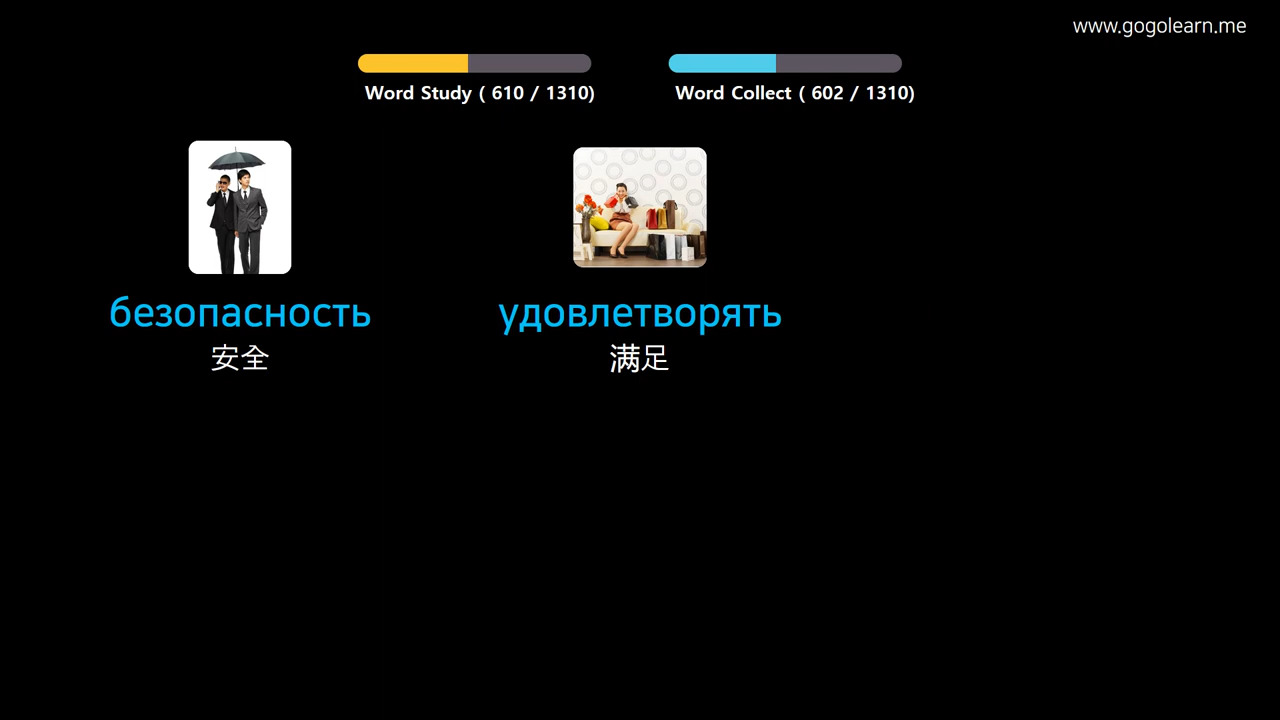 www.gogolearn.me
Word Study ( 610 / 1310)
Word Collect ( 602 / 1310)
безопасность
安全
удовлетворять
满足